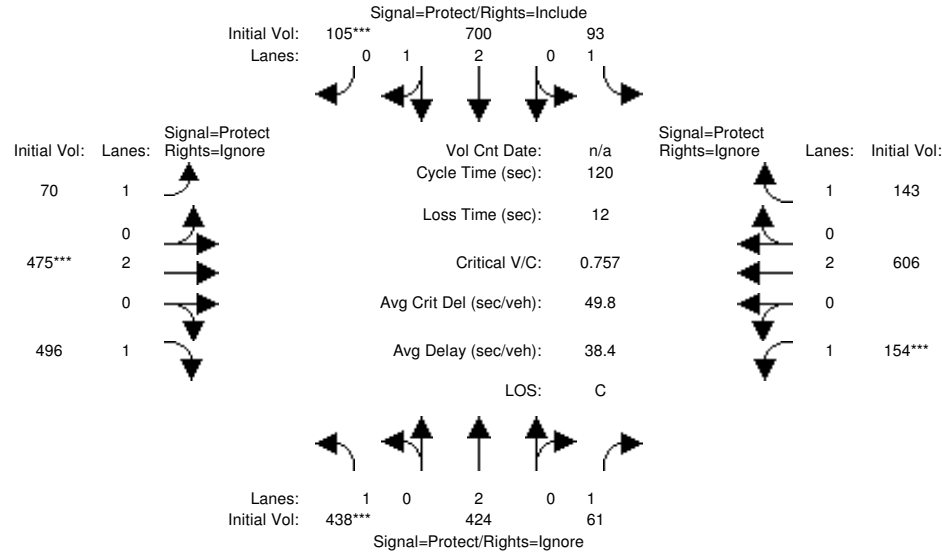 Signal=Protect/Rights=Include
Initial Vol: 105*** 700 93
Lanes: 0 1 2 0 1
Signal=Protect
Initial Vol: Lanes: Rights=Ignore
Vol Cnt Date: n/a
Signal=Protect
Rights=Ignore Lanes: Initial Vol:
Cycle Time (sec): 120
70 1
1 143
Loss Time (sec): 12
0
0
475*** 2
Critical V/C: 0.757
2 606
0
Avg Crit Del (sec/veh): 49.8
0
496 1
Avg Delay (sec/veh): 38.4
1 154***
LOS: C
Lanes: 1 0 2 0 1
Initial Vol: 438*** 424 61
Signal=Protect/Rights=Ignore